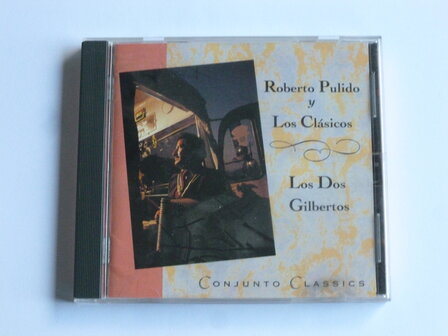 Roberto Pulido
y
Los Clásicos
Los Dos
Gilbertos
CONJUNTO CLASSICS